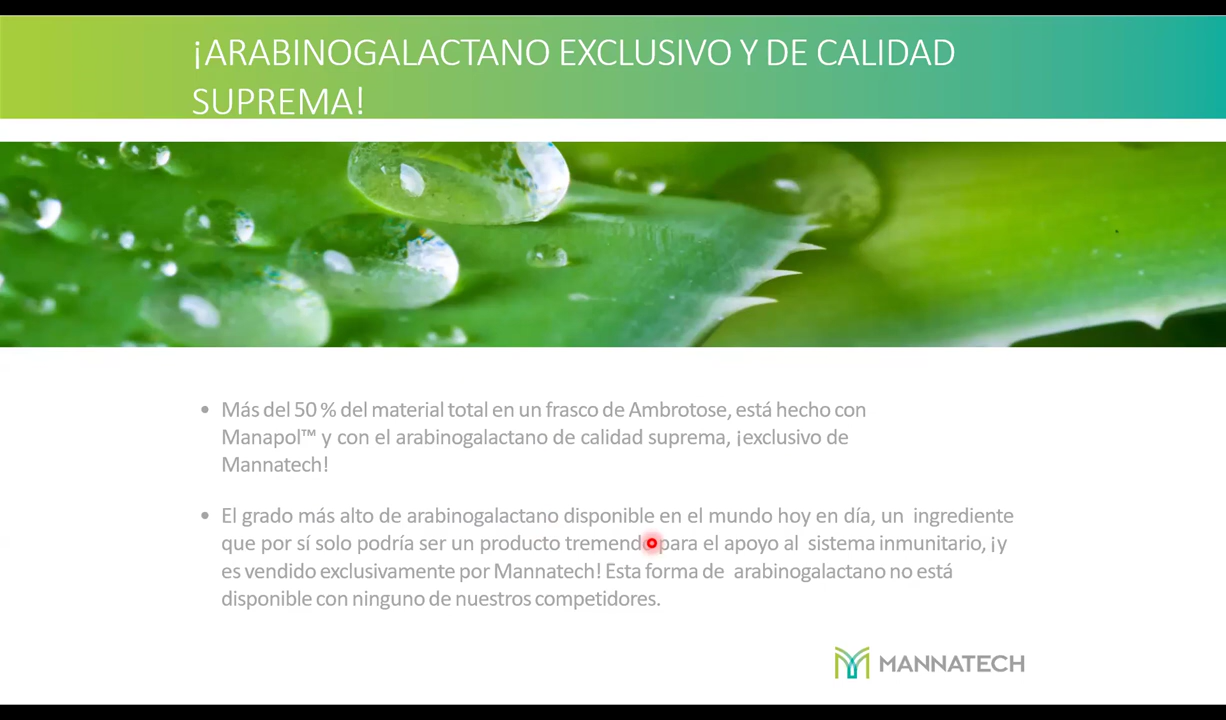 ¡ARABINOGALACTANO EXCLUSIVO Y DE CALIDAD
SUPREMA!
• Más del 50 % del material total en un frasco de Ambrotose, está hecho con
Manapol™ y con el arabinogalactano de calidad suprema, ¡exclusivo de
Mannatech!
• El grado más alto de arabinogalactano disponible en el mundo hoy en día, un ingrediente
que por sí solo podría ser un producto tremendo para el apoyo al sistema inmunitario, ¡y
es vendido exclusivamente por Mannatech! Esta forma de arabinogalactano no está
disponible con ninguno de nuestros competidores.
MANNATECH